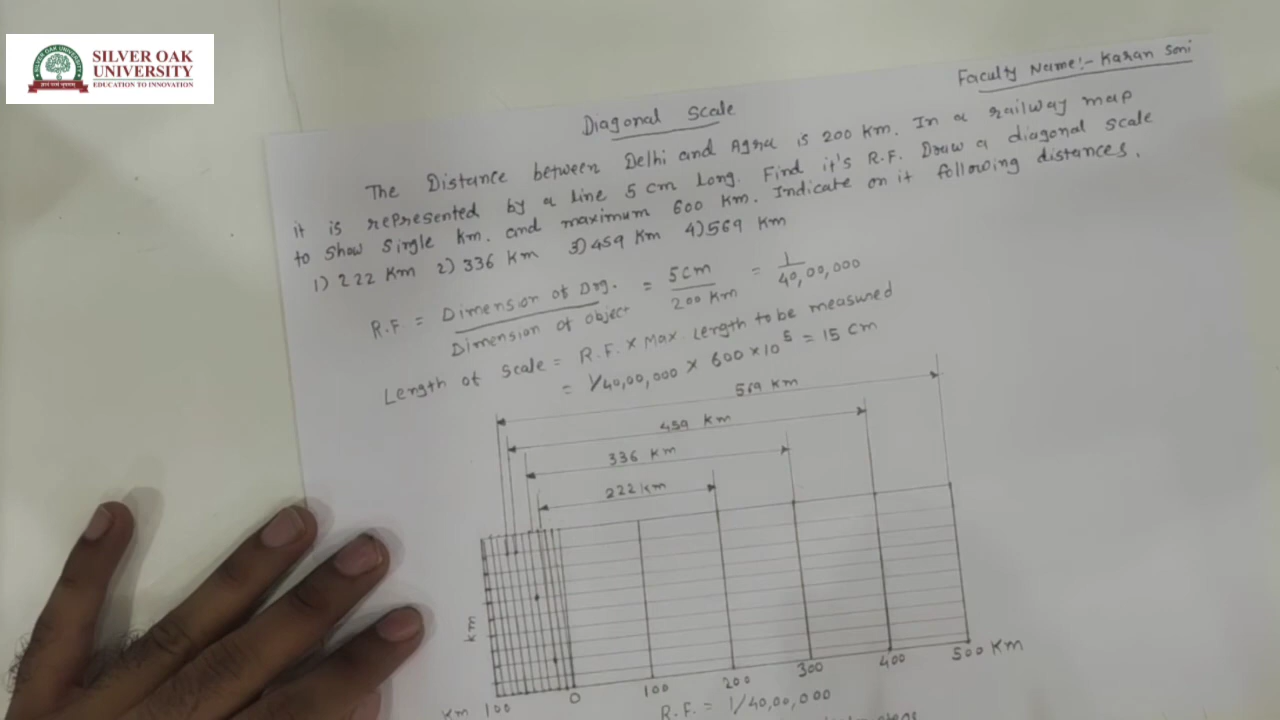 SILVER OAK
UNIVERSITY
EDUCATION TO INNOVATION
Faculty Name:- Karan Soni
Diagonal Scale
The Distance between Delhi and Agra is 200 Km. In a railway map
it is represented by a line 5 cm long. Find it's R.F. Draw a diagonal scale
to show single km. and maximum 600 Km. Indicate on it following distances.
1) 222 Km 2) 336 Km 3) 459 Km 4) 569 Km
R.F = Dimension of Drg. / Dimension of object = 5cm / 200 Km = 1 / 40,00,000
Length of Scale = R.F. × Max. Length to be measured
= 1/40,00,000 × 600 × 10⁵ = 15 Cm
569 Km
459 Km
336 Km
222 Km
km
Km 100 0 100 200 300 400 500 Km
R.F. = 1/40,00,000